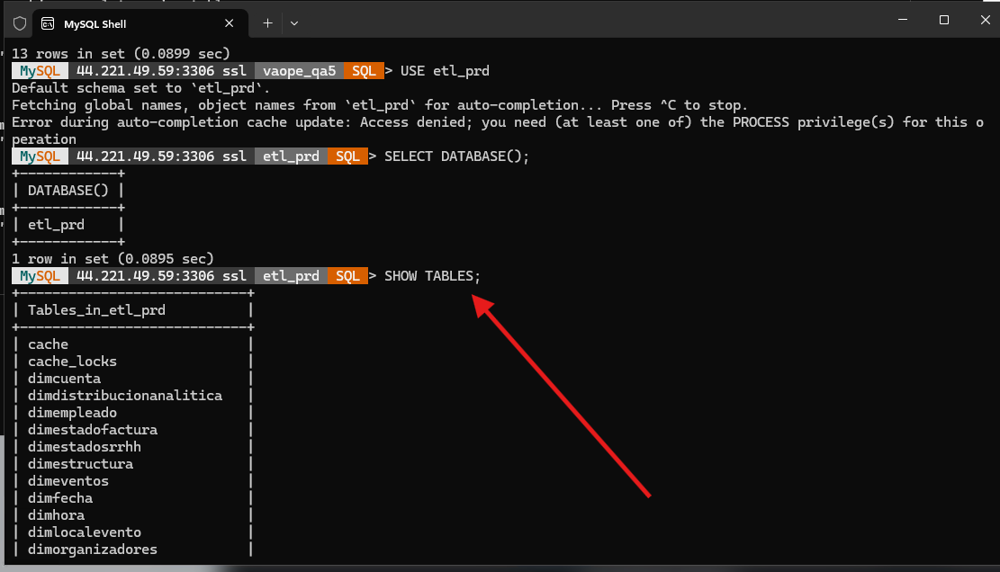 MySQL Shell
13 rows in set (0.0899 sec)
MySQL 44.221.49.59:3306 ssl vaope_qa5 SQL > USE etl_prd
Default schema set to `etl_prd`.
Fetching global names, object names from `etl_prd` for auto-completion... Press ^C to stop.
Error during auto-completion cache update: Access denied; you need (at least one of) the PROCESS privilege(s) for this o
peration
MySQL 44.221.49.59:3306 ssl etl_prd SQL > SELECT DATABASE();
+------------+
| DATABASE() |
+------------+
| etl_prd    |
+------------+
1 row in set (0.0895 sec)
MySQL 44.221.49.59:3306 ssl etl_prd SQL > SHOW TABLES;
+----------------------------+
| Tables_in_etl_prd          |
+----------------------------+
| cache                      |
| cache_locks                |
| dimcuenta                  |
| dimdistribucionanalitica   |
| dimempleado                |
| dimestadofactura           |
| dimestadosrrhh             |
| dimestructura              |
| dimeventos                 |
| dimfecha                   |
| dimhora                    |
| dimlocalevento             |
| dimorganizadores           |